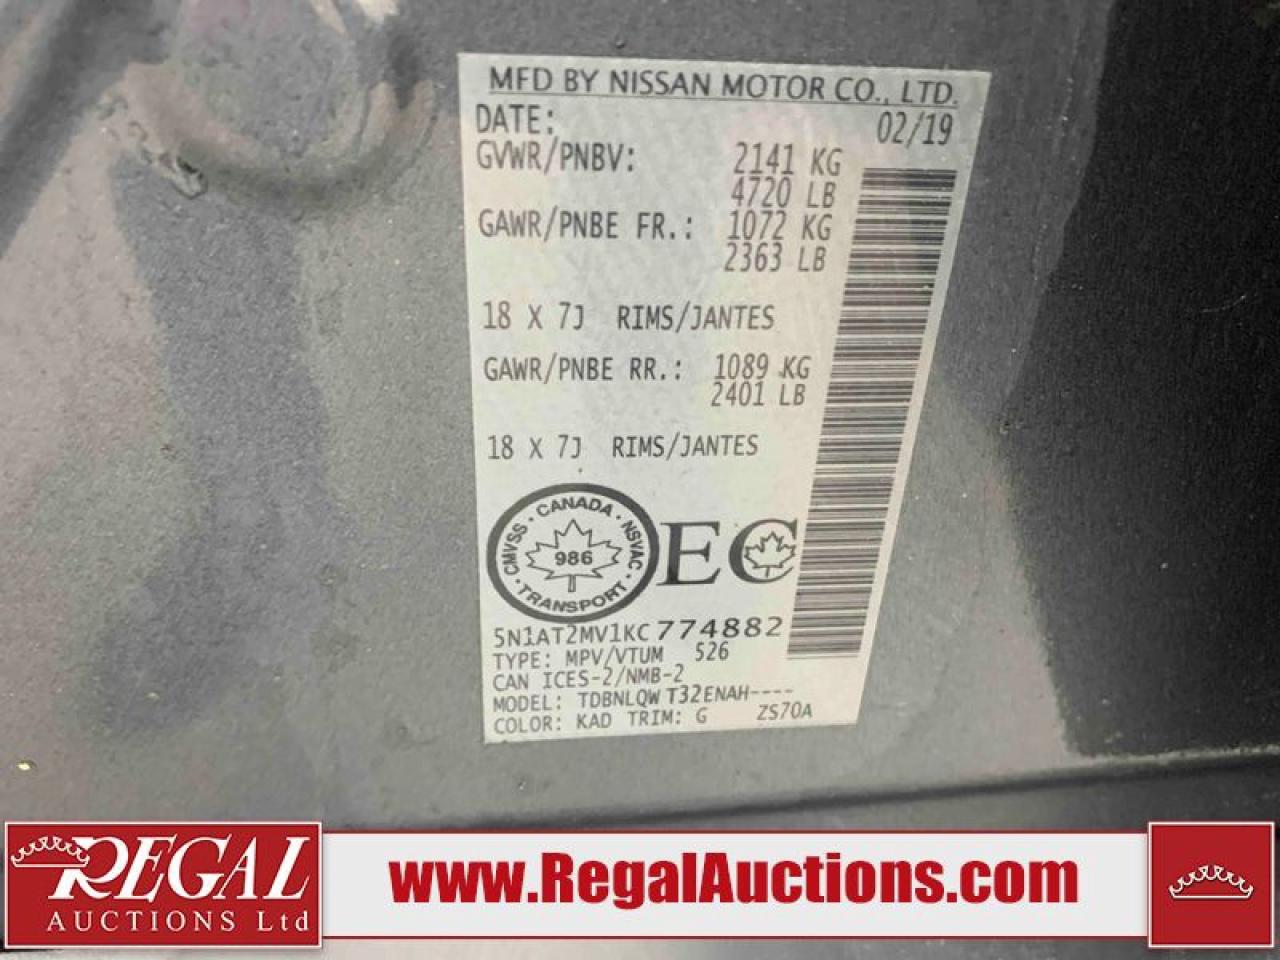 MFD BY NISSAN MOTOR CO., LTD.
DATE: 02/19
GVWR/PNBV: 2141 KG
4720 LB
GAWR/PNBE FR.: 1072 KG
2363 LB
18 X 7J RIMS/JANTES
GAWR/PNBE RR.: 1089 KG
2401 LB
18 X 7J RIMS/JANTES
CMVSS · CANADA · NSVAC · TRANSPORT ·
986
EC
5N1AT2MV1KC774882
TYPE: MPV/VTUM 526
CAN ICES-2/NMB-2
MODEL: TDBNLQW T32ENAH----
COLOR: KAD TRIM: G ZS70A
REGAL
AUCTIONS Ltd
www.RegalAuctions.com